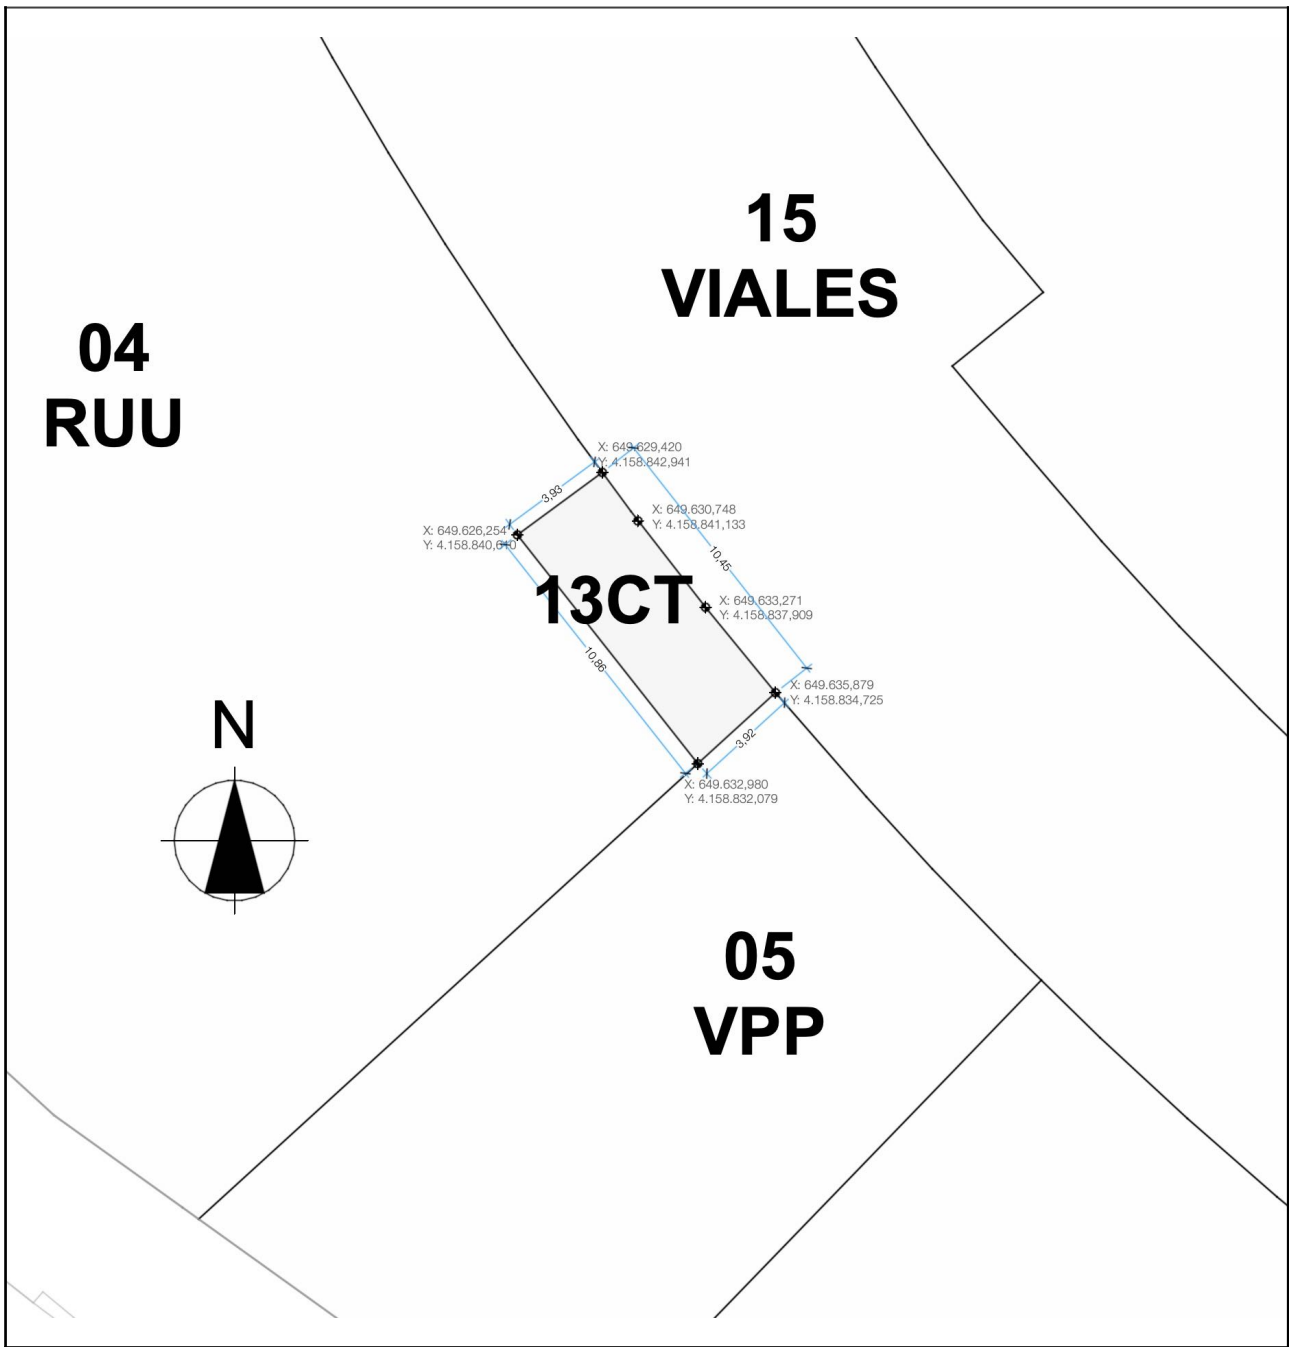 15
VIALES
04
RUU
X: 649.629,420
Y: 4.158.842,941
3,93
X: 649.630,748
Y: 4.158.841,133
X: 649.626,254
Y: 4.158.840,610
10,45
13CT
X: 649.633,271
Y: 4.158.837,909
10,86
X: 649.635,879
Y: 4.158.834,725
3,92
X: 649.632,980
Y: 4.158.832,079
N
05
VPP